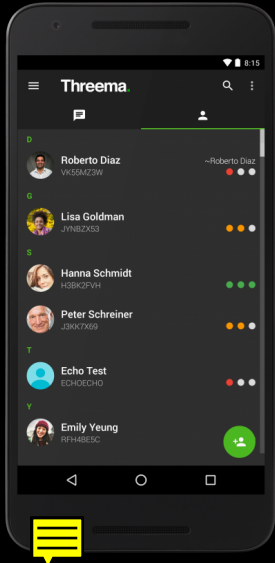 8:15
Threema.
D
Roberto Diaz
~Roberto Diaz
VK55MZ3W
G
Lisa Goldman
JYNBZX53
S
Hanna Schmidt
H3BK2FVH
Peter Schreiner
J3KK7X69
T
Echo Test
ECHOECHO
Y
Emily Yeung
RFH4BE5C